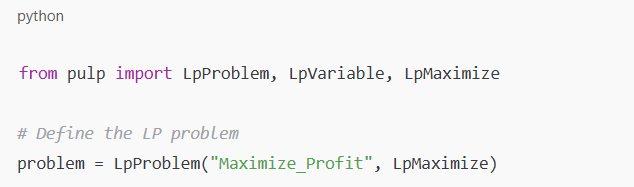 python
from pulp import LpProblem, LpVariable, LpMaximize
# Define the LP problem
problem = LpProblem("Maximize_Profit", LpMaximize)